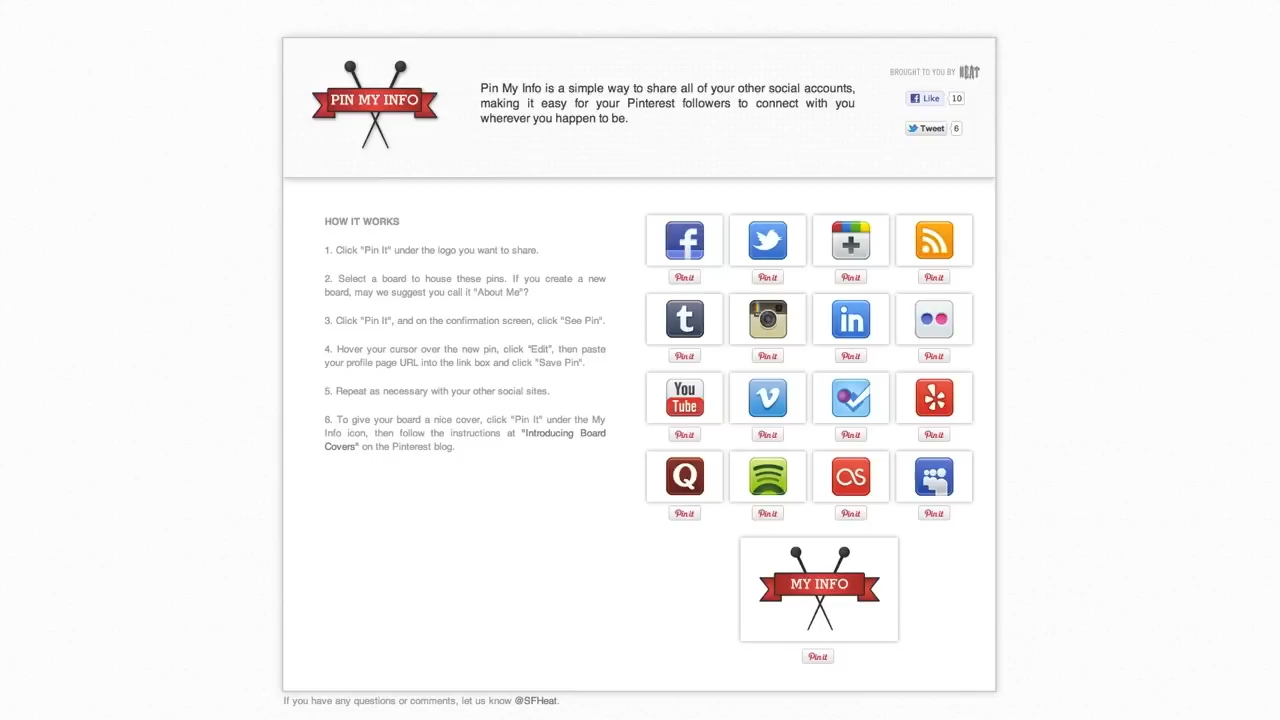 PIN MY INFO
Pin My Info is a simple way to share all of your other social accounts,
making it easy for your Pinterest followers to connect with you
wherever you happen to be.
BROUGHT TO YOU BY HEAT
Like 10
Tweet 6
HOW IT WORKS
1. Click "Pin It" under the logo you want to share.
2. Select a board to house these pins. If you create a new
board, may we suggest you call it "About Me"?
3. Click "Pin It", and on the confirmation screen, click "See Pin".
4. Hover your cursor over the new pin, click “Edit”, then paste
your profile page URL into the link box and click "Save Pin".
5. Repeat as necessary with your other social sites.
6. To give your board a nice cover, click "Pin It" under the My
Info icon, then follow the instructions at "Introducing Board
Covers" on the Pinterest blog.
f
Pin it Pin it Pin it Pin it
t in
Pin it Pin it Pin it Pin it
You
Tube v
Pin it Pin it Pin it Pin it
Q as
Pin it Pin it Pin it Pin it
MY INFO
Pin it
If you have any questions or comments, let us know @SFHeat.